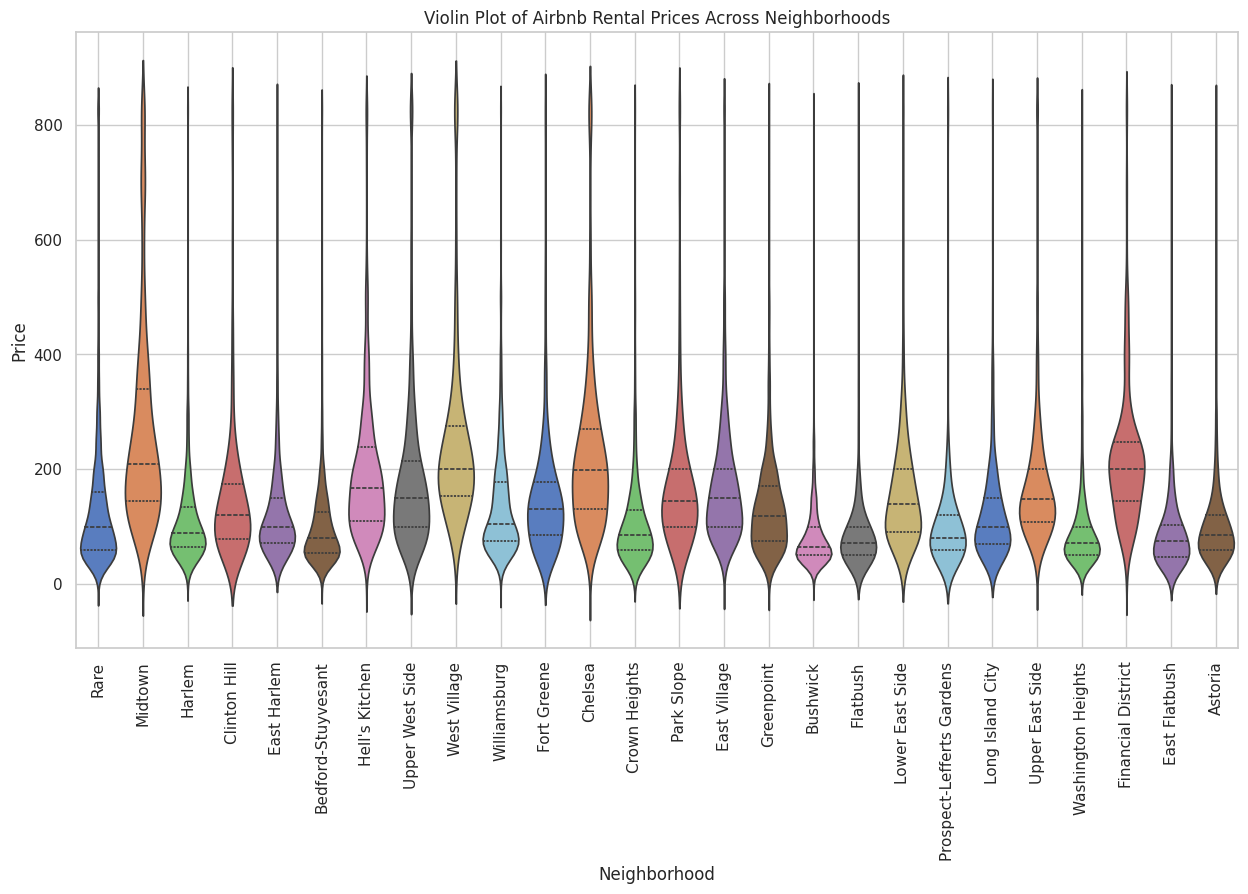 Violin Plot of Airbnb Rental Prices Across Neighborhoods
Price
800
600
400
200
0
Rare
Midtown
Harlem
Clinton Hill
East Harlem
Bedford-Stuyvesant
Hell's Kitchen
Upper West Side
West Village
Williamsburg
Fort Greene
Chelsea
Crown Heights
Park Slope
East Village
Greenpoint
Bushwick
Flatbush
Lower East Side
Prospect-Lefferts Gardens
Long Island City
Upper East Side
Washington Heights
Financial District
East Flatbush
Astoria
Neighborhood